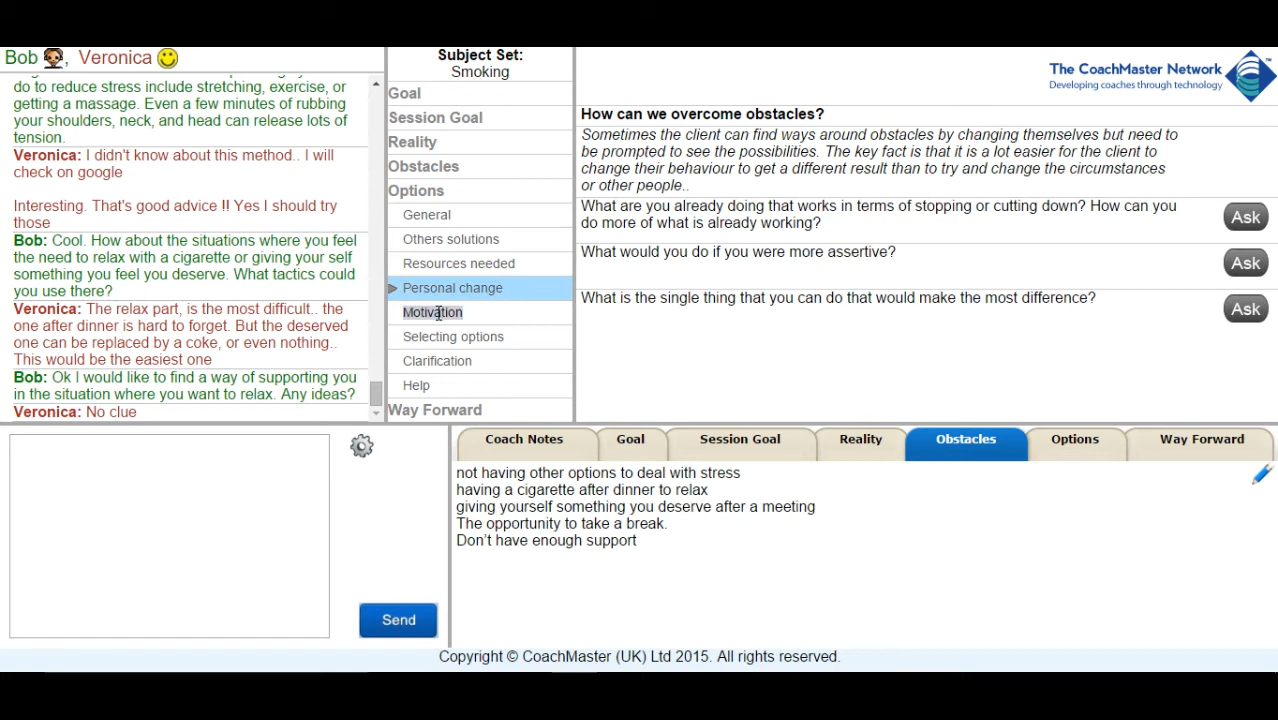 Bob , Veronica
do to reduce stress include stretching, exercise, or
getting a massage. Even a few minutes of rubbing
your shoulders, neck, and head can release lots of
tension.
Veronica: I didn't know about this method.. I will
check on google
Interesting. That's good advice !! Yes I should try
those
Bob: Cool. How about the situations where you feel
the need to relax with a cigarette or giving your self
something you feel you deserve. What tactics could
you use there?
Veronica: The relax part, is the most difficult.. the
one after dinner is hard to forget. But the deserved
one can be replaced by a coke, or even nothing..
This would be the easiest one
Bob: Ok I would like to find a way of supporting you
in the situation where you want to relax. Any ideas?
Veronica: No clue
Subject Set:
Smoking
Goal
Session Goal
Reality
Obstacles
Options
General
Others solutions
Resources needed
Personal change
Motivation
Selecting options
Clarification
Help
Way Forward
The CoachMaster Network
Developing coaches through technology
TM
How can we overcome obstacles?
Sometimes the client can find ways around obstacles by changing themselves but need to
be prompted to see the possibilities. The key fact is that it is a lot easier for the client to
change their behaviour to get a different result than to try and change the circumstances
or other people..
What are you already doing that works in terms of stopping or cutting down? How can you
do more of what is already working?
Ask
What would you do if you were more assertive?
Ask
What is the single thing that you can do that would make the most difference?
Ask
Send
Coach Notes
Goal
Session Goal
Reality
Obstacles
Options
Way Forward
not having other options to deal with stress
having a cigarette after dinner to relax
giving yourself something you deserve after a meeting
The opportunity to take a break.
Don't have enough support
Copyright © CoachMaster (UK) Ltd 2015. All rights reserved.